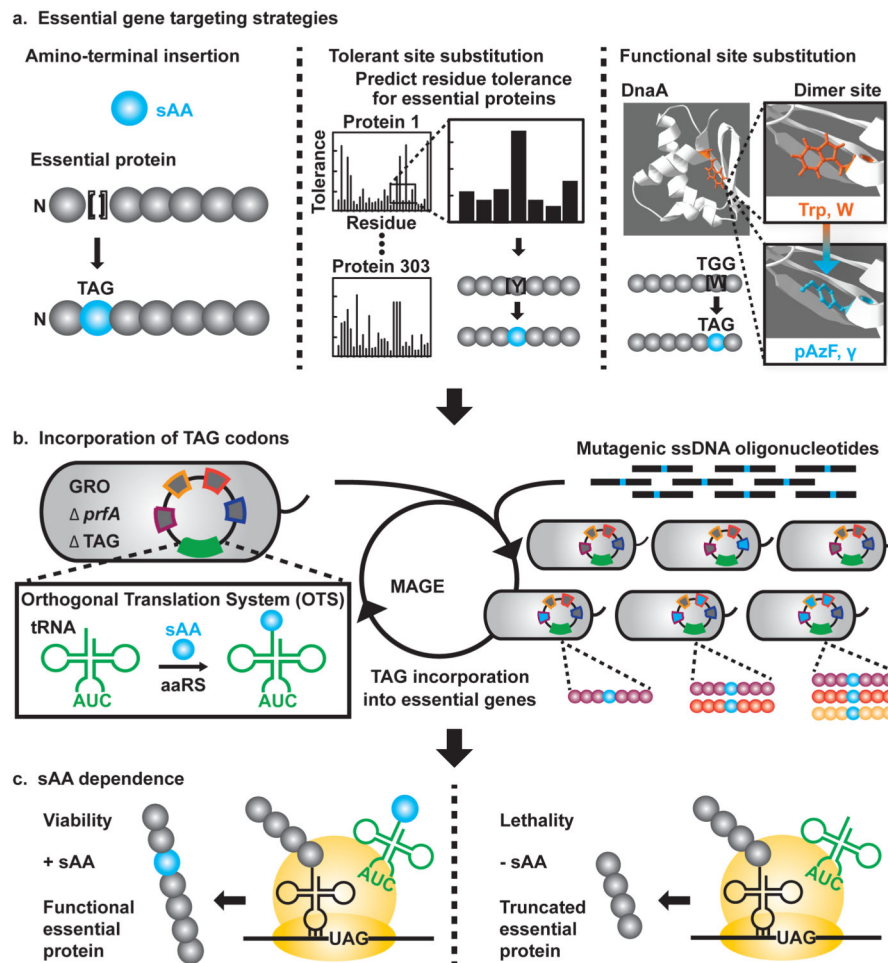 a. Essential gene targeting strategies
Amino-terminal insertion
sAA
Essential protein
N [ ]
TAG
N
Tolerant site substitution
Predict residue tolerance
for essential proteins
Protein 1
Tolerance
Residue
Protein 303
[Y]
Functional site substitution
DnaA
Dimer site
Trp, W
TGG
[W]
TAG
pAzF, γ
b. Incorporation of TAG codons
GRO
Δ prfA
Δ TAG
Orthogonal Translation System (OTS)
tRNA
sAA
aaRS
AUC
AUC
MAGE
TAG incorporation
into essential genes
Mutagenic ssDNA oligonucleotides
c. sAA dependence
Viability
+ sAA
Functional
essential
protein
AUC
UAG
Lethality
- sAA
Truncated
essential
protein
AUC
UAG